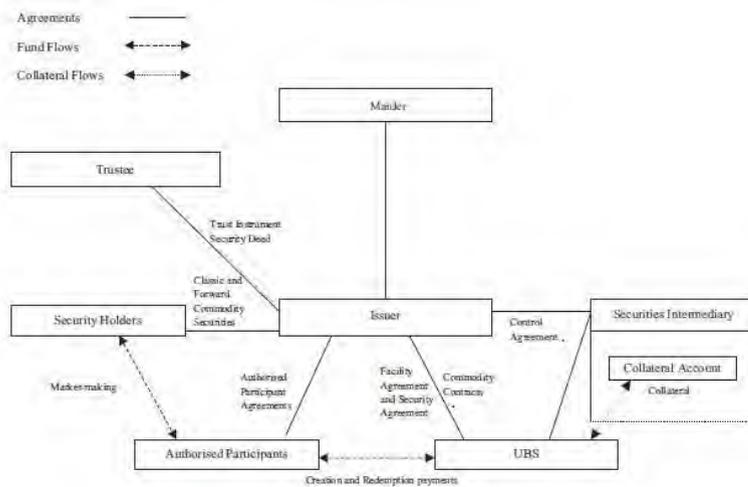 Agreements
Fund Flows
Collateral Flows
Manler
Trustee
Trust Instrument
Security Deed
Classic and
Forward
Commodity
Securities
Security Holders
Issuer
Securities Intermediary
Control
Agreement
Collateral Account
Collateral
Market-making
Authorised
Participant
Agreements
Facility
Agreement
and Security
Agreement
Commodity
Contracts
Authorised Participants
UBS
Creation and Redemption payments